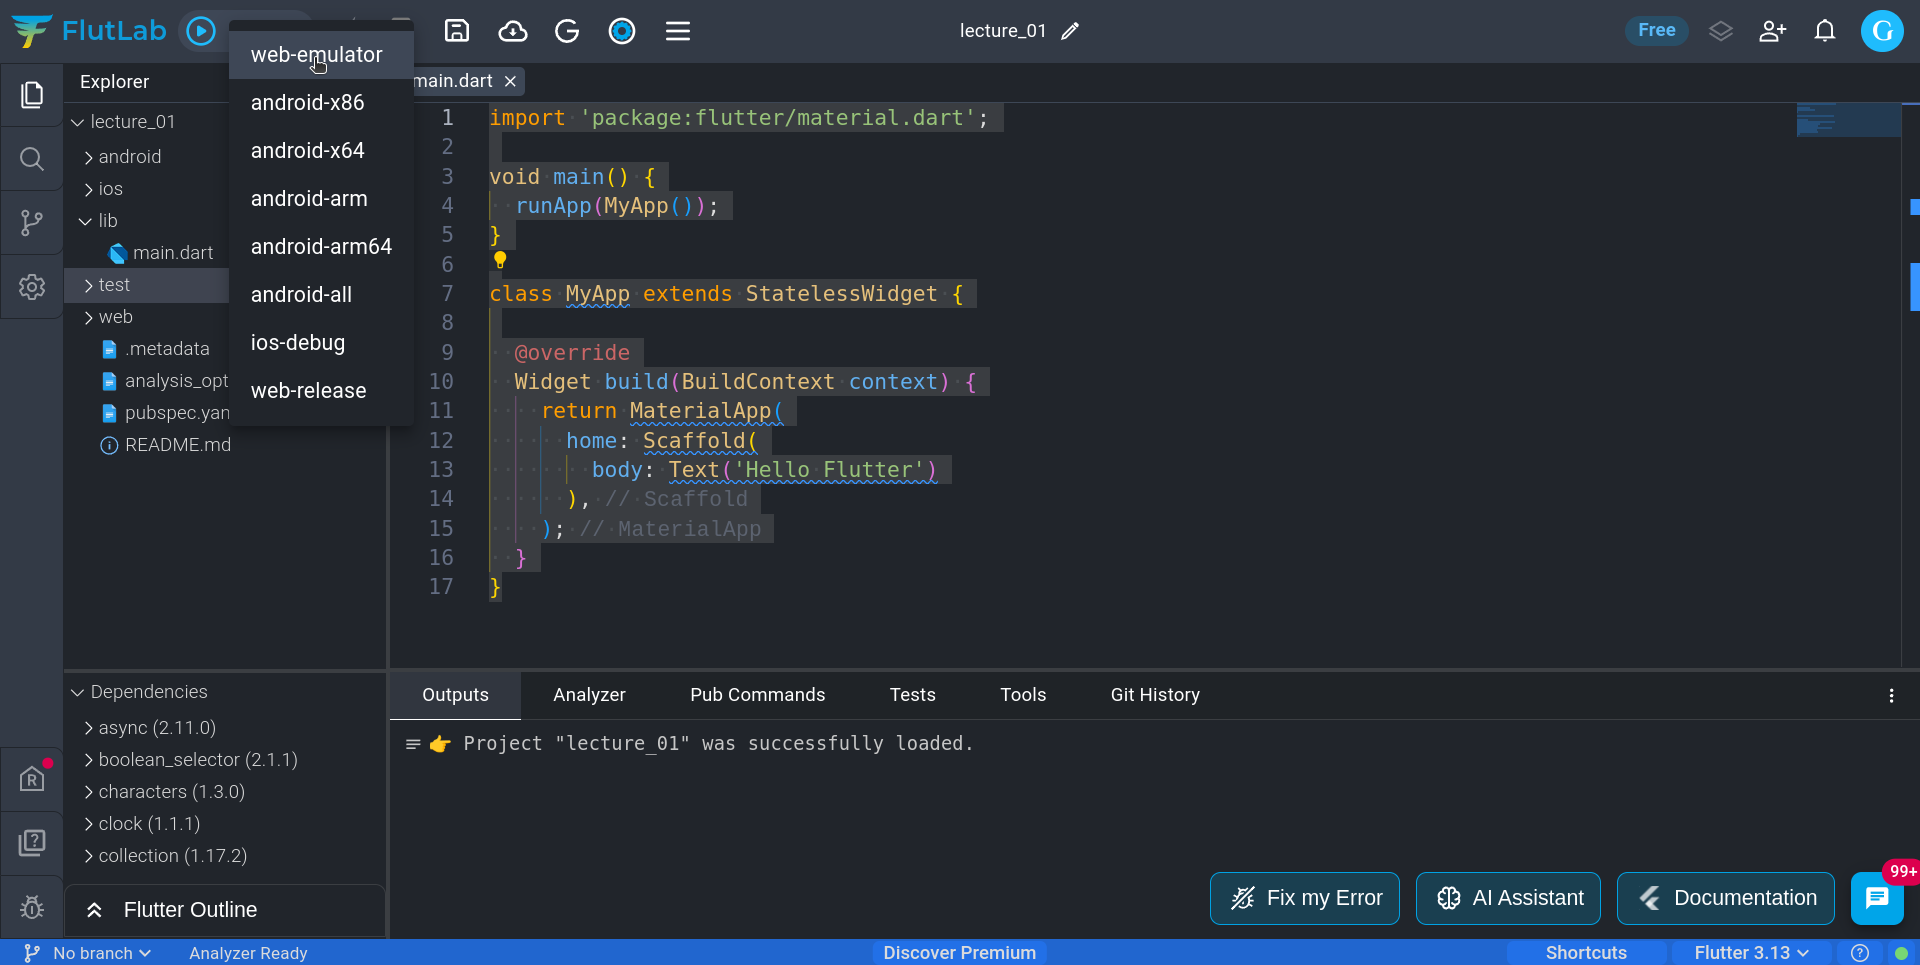 FlutLab
lecture_01
Free
G
web-emulator
android-x86
android-x64
android-arm
android-arm64
android-all
ios-debug
web-release
Explorer
lecture_01
android
ios
lib
main.dart
test
web
.metadata
analysis_opt
pubspec.yan
README.md
main.dart
1 import 'package:flutter/material.dart';
2
3 void main() {
4 runApp(MyApp());
5 }
6
7 class MyApp extends StatelessWidget {
8
9 @override
10 Widget build(BuildContext context) {
11 return MaterialApp(
12 home: Scaffold(
13 body: Text('Hello Flutter')
14 ), // Scaffold
15 ); // MaterialApp
16 }
17 }
Dependencies
async (2.11.0)
boolean_selector (2.1.1)
characters (1.3.0)
clock (1.1.1)
collection (1.17.2)
Flutter Outline
Outputs Analyzer Pub Commands Tests Tools Git History
👉 Project "lecture_01" was successfully loaded.
R
Fix my Error
AI Assistant
Documentation
99+
No branch
Analyzer Ready
Discover Premium
Shortcuts
Flutter 3.13